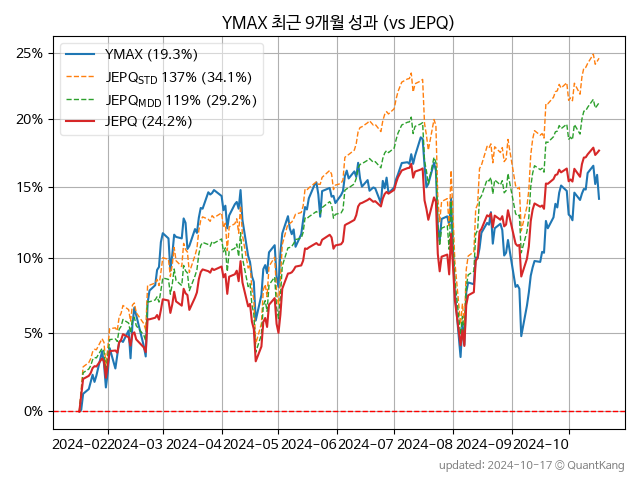 YMAX 최근 9개월 성과 (vs JEPQ)
YMAX (19.3%)
JEPQSTD 137% (34.1%)
JEPQMDD 119% (29.2%)
JEPQ (24.2%)
25%
20%
15%
10%
5%
0%
2024-02 2024-03 2024-04 2024-05 2024-06 2024-07 2024-08 2024-09 2024-10
updated: 2024-10-17 © QuantKang